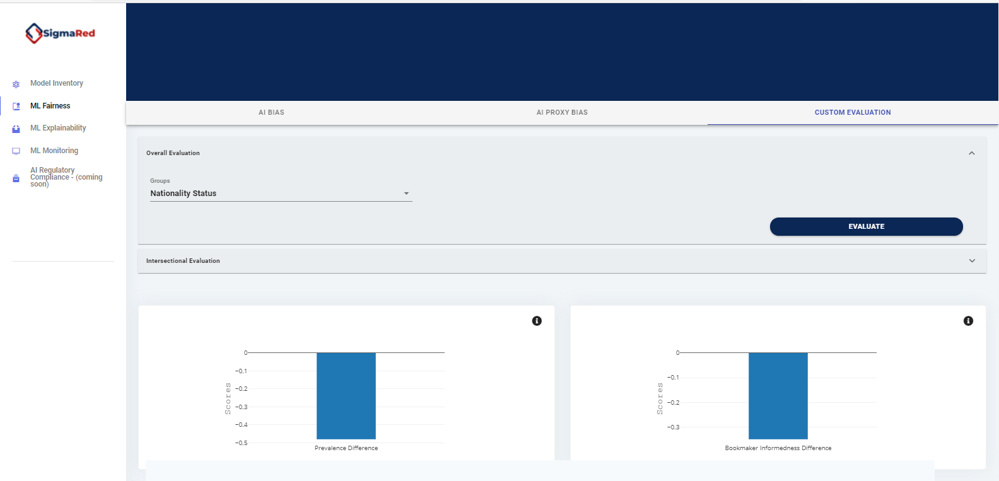 SigmaRed
Model Inventory
ML Fairness
ML Explainability
ML Monitoring
AI Regulatory
Compliance - (coming
soon)
AI BIAS
AI PROXY BIAS
CUSTOM EVALUATION
Overall Evaluation
Groups
Nationality Status
EVALUATE
Intersectional Evaluation
0
−0.1
−0.2
−0.3
−0.4
−0.5
Scores
Prevalence Difference
0
−0.1
−0.2
−0.3
Scores
Bookmaker Informedness Difference